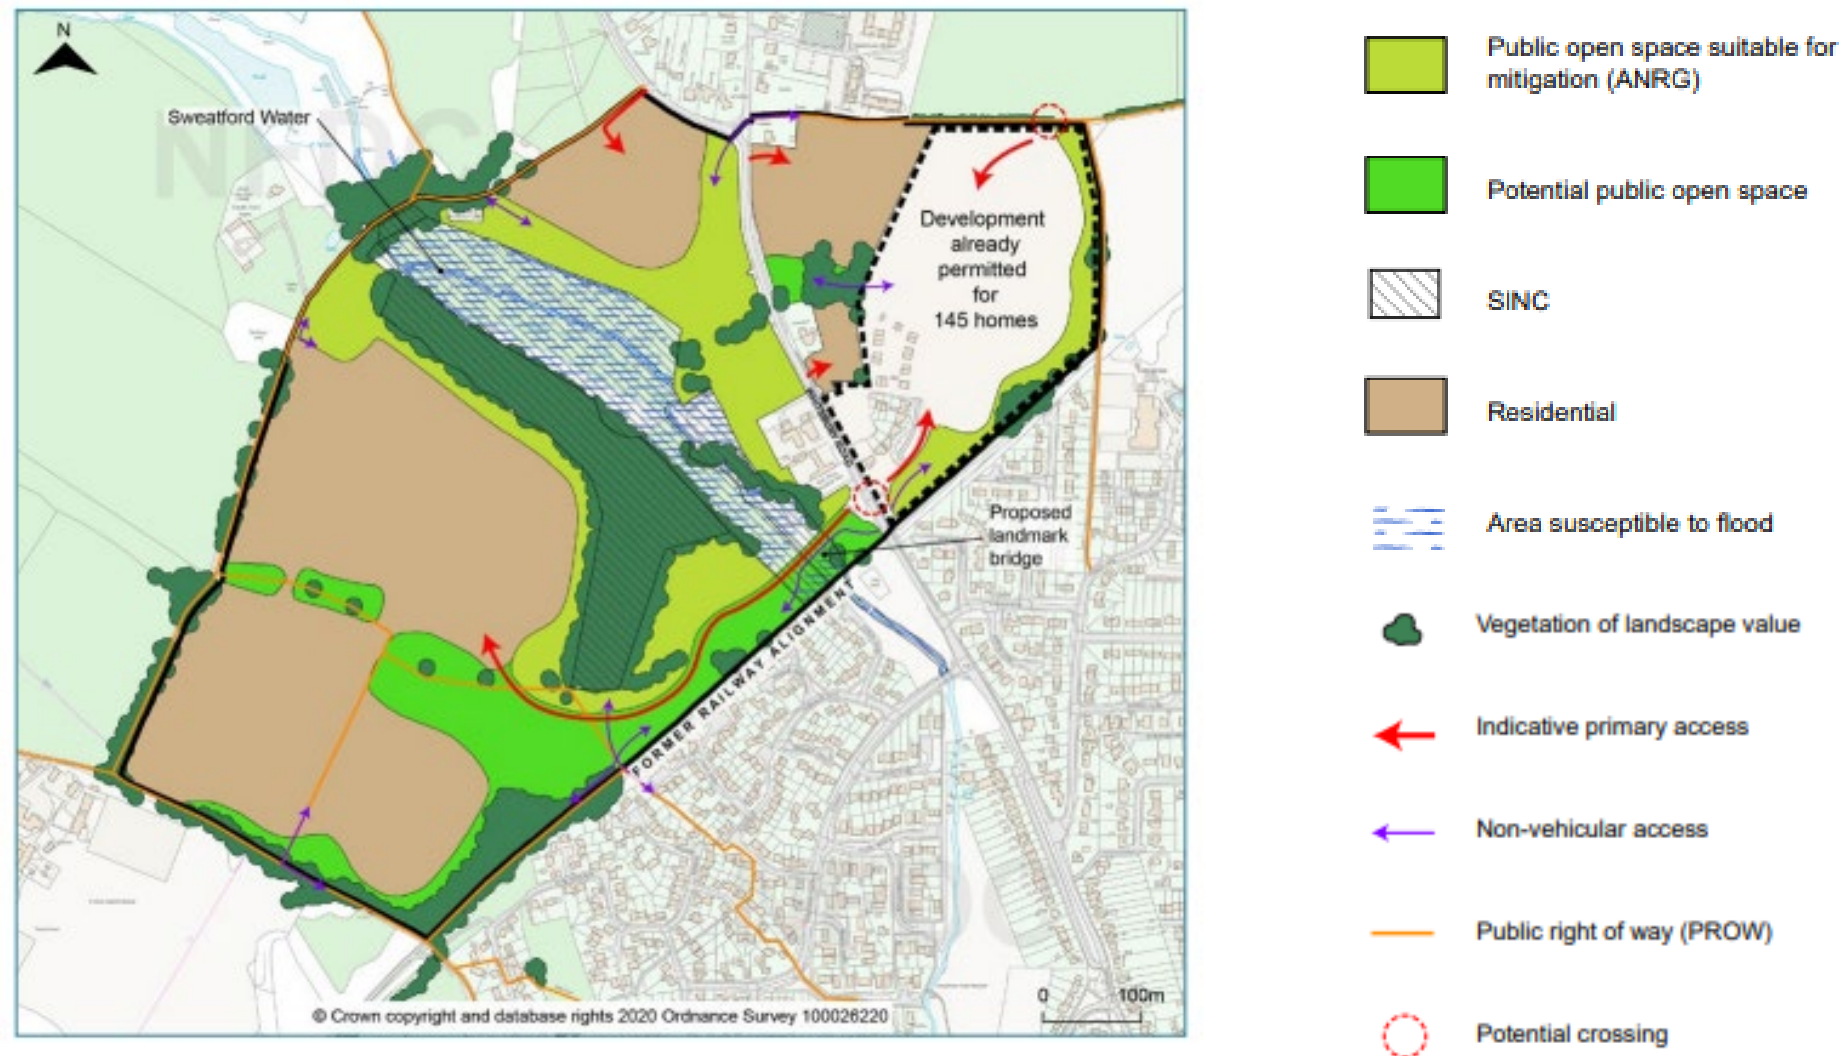 N
Sweatford Water
Development
already
permitted
for
145 homes
Proposed
landmark
bridge
FORMER RAILWAY ALIGNMENT
0 100m
© Crown copyright and database rights 2020 Ordnance Survey 100026220
Public open space suitable for
mitigation (ANRG)
Potential public open space
SINC
Residential
Area susceptible to flood
Vegetation of landscape value
Indicative primary access
Non-vehicular access
Public right of way (PROW)
Potential crossing